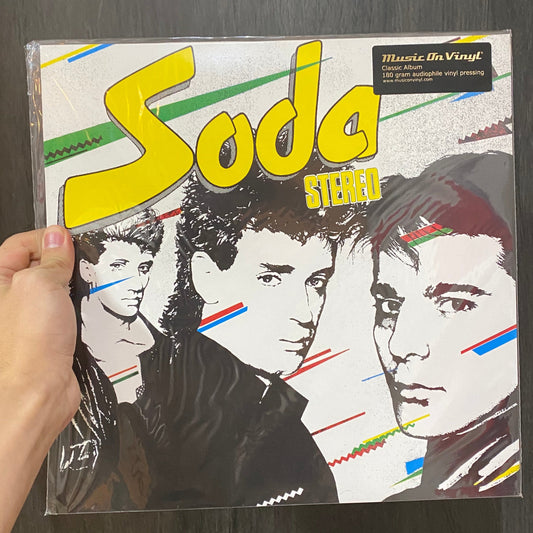 Soda
STEREO
Music On Vinyl
Classic Album
180 gram audiophile vinyl pressing
www.musiconvinyl.com